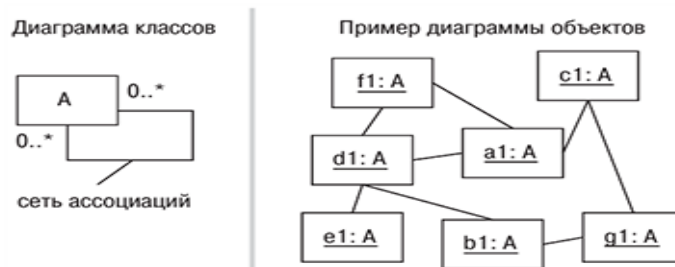 Диаграмма классов
A
0..*
0..*
сеть ассоциаций
Пример диаграммы объектов
f1: A
c1: A
d1: A
a1: A
e1: A
b1: A
g1: A